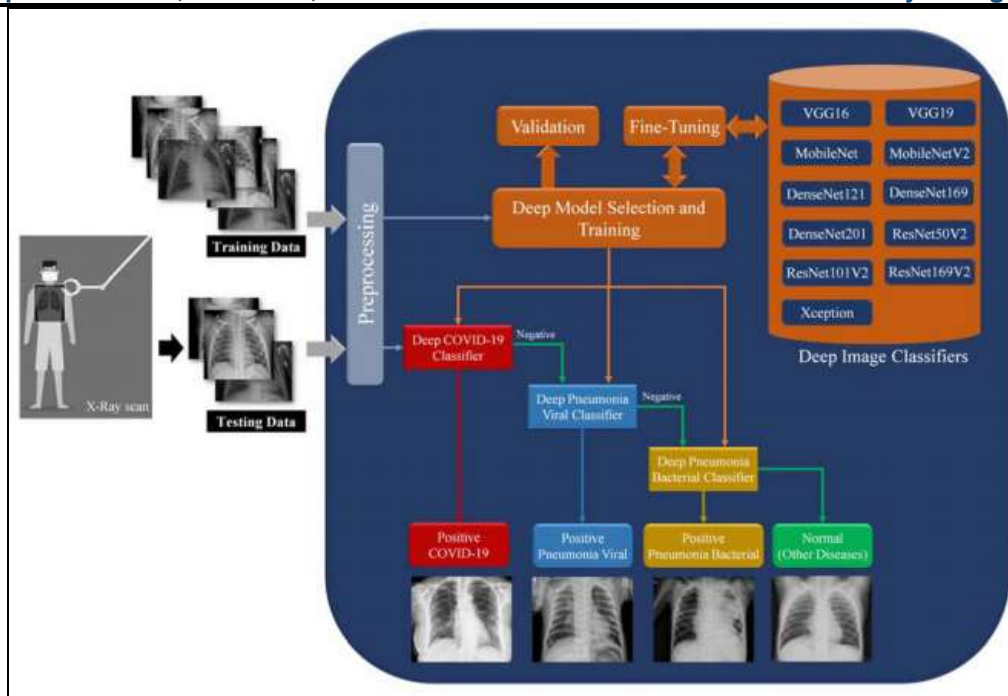 Training Data
X-Ray scan
Testing Data
Preprocessing
Validation
Fine-Tuning
Deep Model Selection and
Training
VGG16
VGG19
MobileNet
MobileNetV2
DenseNet121
DenseNet169
DenseNet201
ResNet50V2
ResNet101V2
ResNet169V2
Xception
Deep Image Classifiers
Deep COVID-19
Classifier
Negative
Deep Pneumonia
Viral Classifier
Negative
Deep Pneumonia
Bacterial Classifier
Positive
COVID-19
Positive
Pneumonia Viral
Positive
Pneumonia Bacterial
Normal
(Other Diseases)